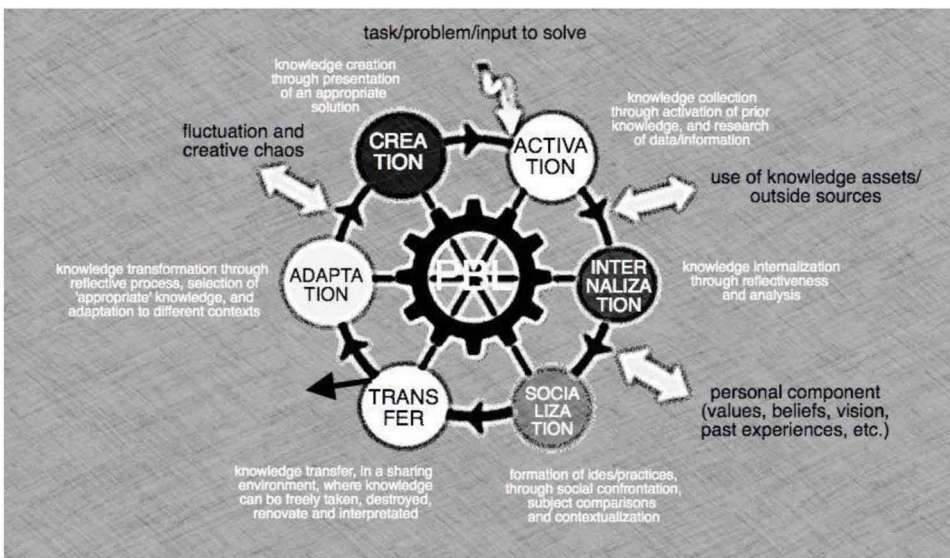 task/problem/input to solve
knowledge creation
through presentation
of an appropriate
solution
knowledge collection
through activation of prior
knowledge, and research
of data/information
fluctuation and
creative chaos
CREA
TION
ACTIVA
TION
use of knowledge assets/
outside sources
knowledge transformation through
reflective process, selection of
'appropriate' knowledge, and
adaptation to different contexts
ADAPTA
TION
PBL
INTER
NALIZA
TION
knowledge internalization
through reflectiveness
and analysis
TRANS
FER
SOCIA
LIZA
TION
personal component
(values, beliefs, vision,
past experiences, etc.)
knowledge transfer, in a sharing
environment, where knowledge
can be freely taken, destroyed,
renovate and interpretated
formation of ides/practices,
through social confrontation,
subject comparisons
and contextualization